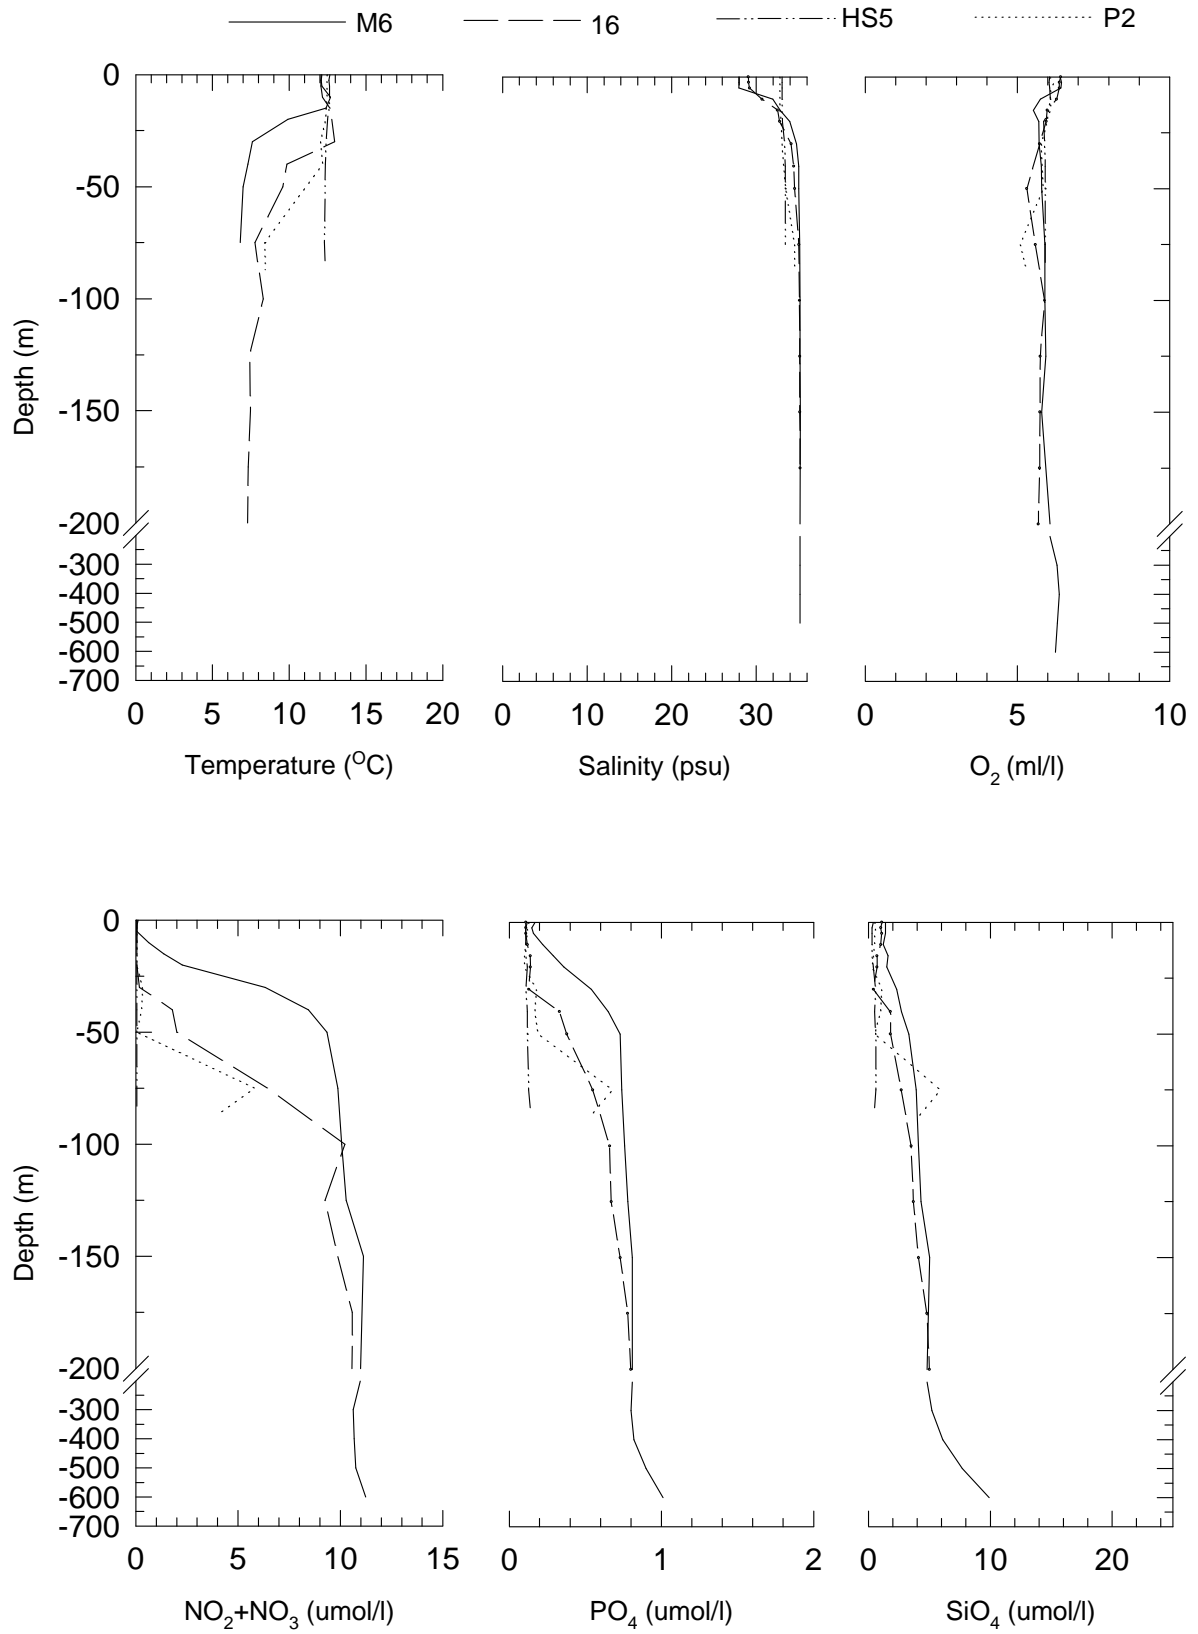 M6 16 HS5 P2
0
-50
-100
-150
-200
-300
-400
-500
-600
-700
Depth (m)
0 5 10 15 20
Temperature (OC)
0 10 20 30
Salinity (psu)
0 5 10
O2 (ml/l)
0
-50
-100
-150
-200
-300
-400
-500
-600
-700
Depth (m)
0 5 10 15
NO2+NO3 (umol/l)
0 1 2
PO4 (umol/l)
0 10 20
SiO4 (umol/l)